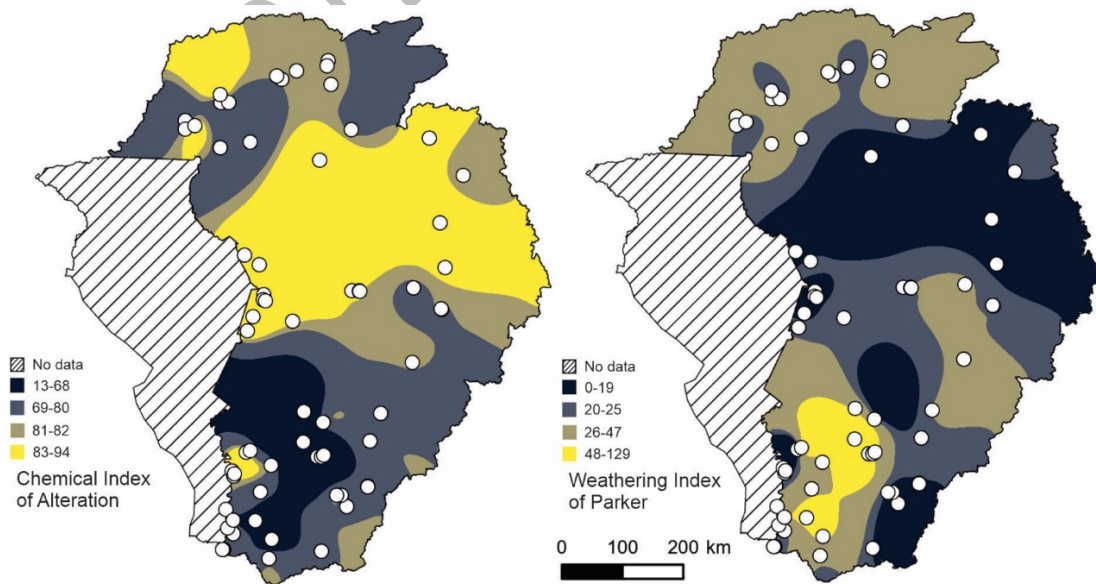 No data
13-68
69-80
81-82
83-94
Chemical Index
of Alteration
No data
0-19
20-25
26-47
48-129
Weathering Index
of Parker
0 100 200 km